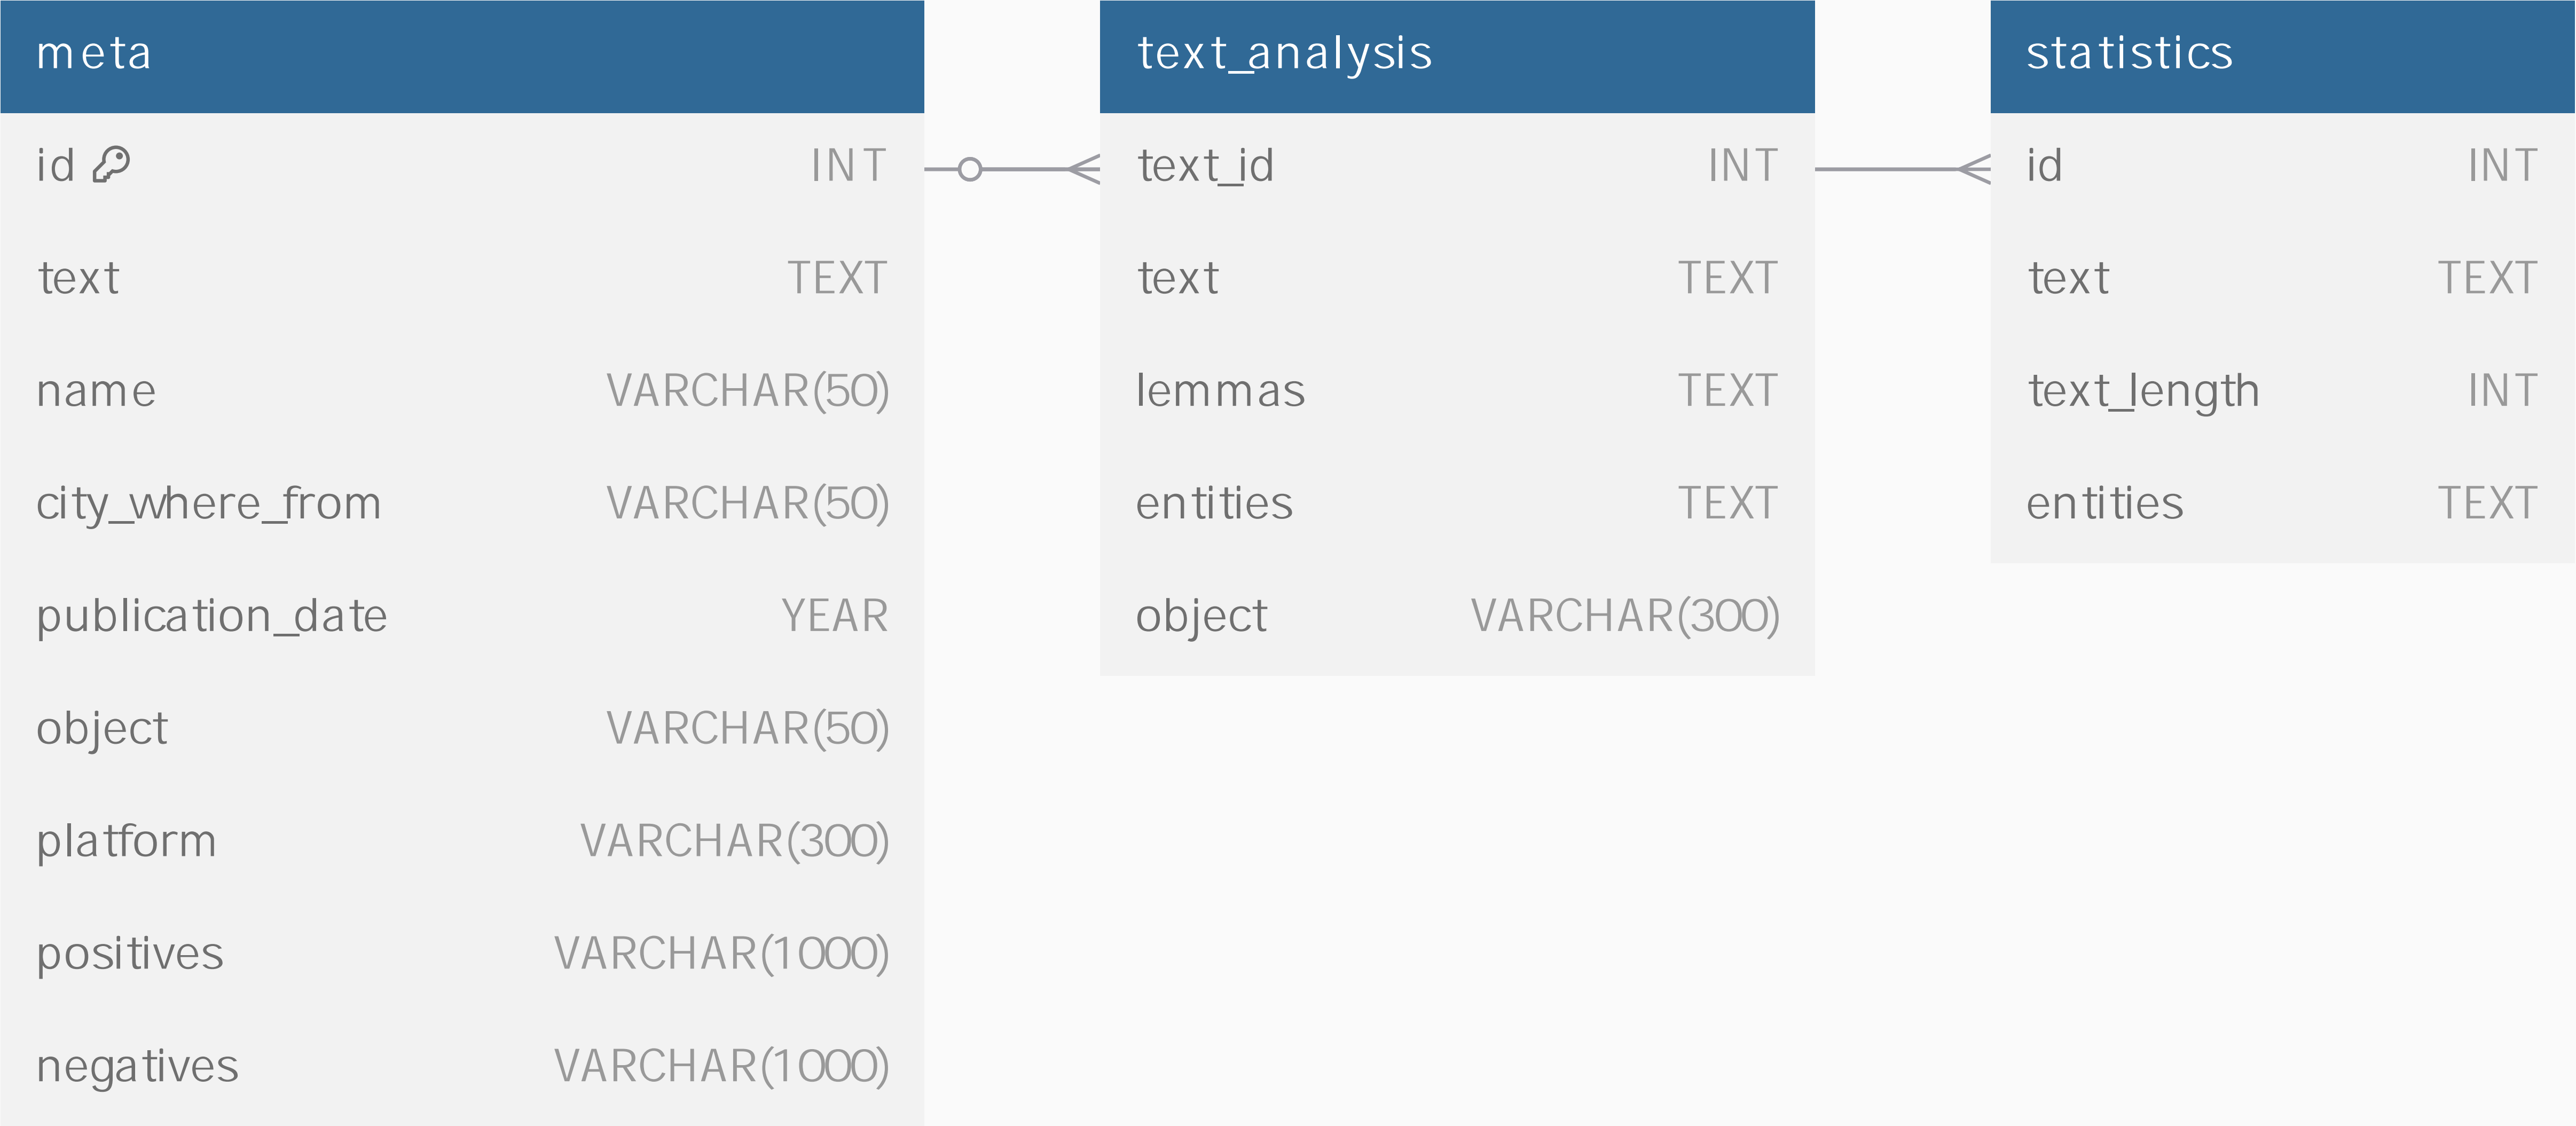 meta
id INT
text TEXT
name VARCHAR(50)
city_where_from VARCHAR(50)
publication_date YEAR
object VARCHAR(50)
platform VARCHAR(300)
positives VARCHAR(1000)
negatives VARCHAR(1000)
text_analysis
text_id INT
text TEXT
lemmas TEXT
entities TEXT
object VARCHAR(300)
statistics
id INT
text TEXT
text_length INT
entities TEXT